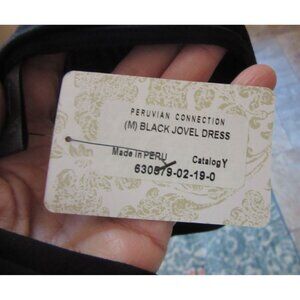 PERUVIAN CONNECTION
(M) BLACK JOVEL DRESS
Made in PERU Catalog Y
630579-02-19-0